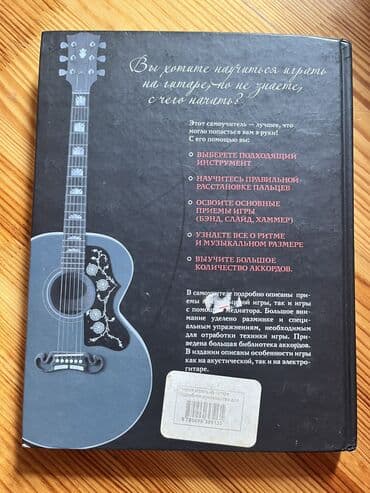 Вы хотите научиться играть
на гитаре, но не знаете,
с чего начать?
Этот самоучитель — лучшее, что
могло попасться вам в руки!
С его помощью вы:
ВЫБЕРЕТЕ ПОДХОДЯЩИЙ
ИНСТРУМЕНТ
НАУЧИТЕСЬ ПРАВИЛЬНОЙ
РАССТАНОВКЕ ПАЛЬЦЕВ
ОСВОИТЕ ОСНОВНЫЕ
ПРИЕМЫ ИГРЫ
(БЭНД, СЛАЙД, ХАММЕР)
УЗНАЕТЕ ВСЕ О РИТМЕ
И МУЗЫКАЛЬНОМ РАЗМЕРЕ
ВЫУЧИТЕ БОЛЬШОЕ
КОЛИЧЕСТВО АККОРДОВ.
В самоучителе подробно описаны при-
емы игры, так и игры
с помощью медиатора. Большое вни-
мание уделено разминке и специ-
альным упражнениям, необходимым
для отработки техники игры. При-
ведена большая библиотека аккордов.
В издании описаны особенности игры
как на акустической, так и на электро-
гитаре.